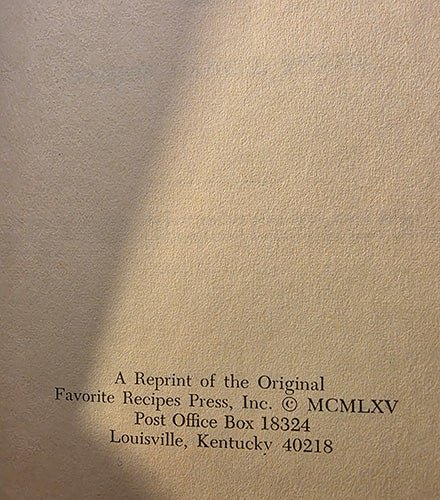 A Reprint of the Original
Favorite Recipes Press, Inc. © MCMLXV
Post Office Box 18324
Louisville, Kentucky 40218